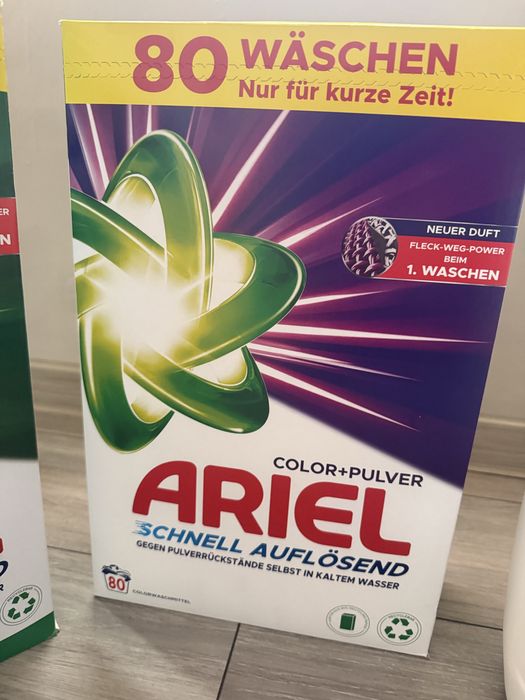 80 WÄSCHEN
Nur für kurze Zeit!
NEUER DUFT
FLECK-WEG-POWER
BEIM
1. WASCHEN
COLOR+PULVER
ARIEL
SCHNELL AUFLÖSEND
GEGEN PULVERRÜCKSTÄNDE SELBST IN KALTEM WASSER
80
COLORWASCHMITTEL